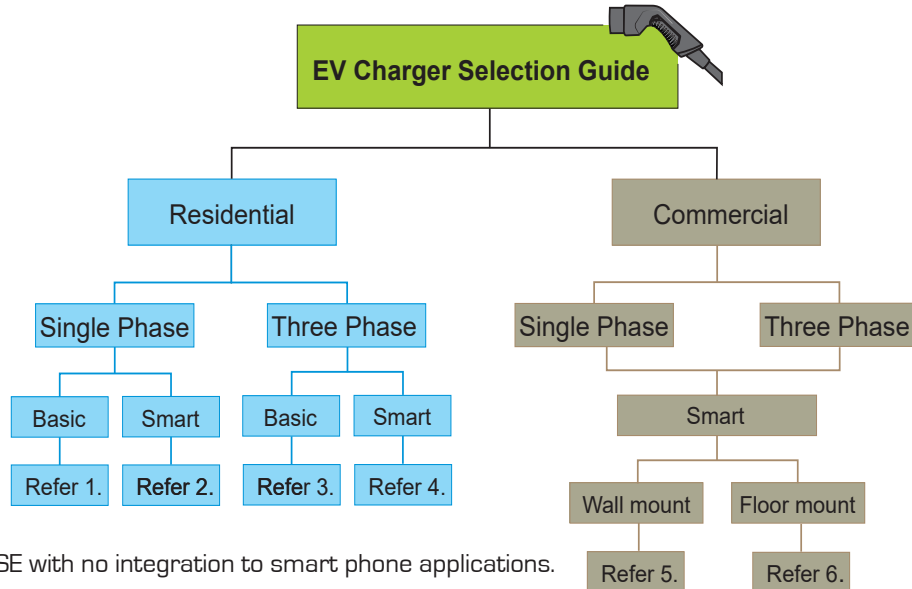 EV Charger Selection Guide
Residential
Commercial
Single Phase
Three Phase
Single Phase
Three Phase
Basic
Smart
Basic
Smart
Smart
Refer 1.
Refer 2.
Refer 3.
Refer 4.
Wall mount
Floor mount
SE with no integration to smart phone applications.
Refer 5.
Refer 6.